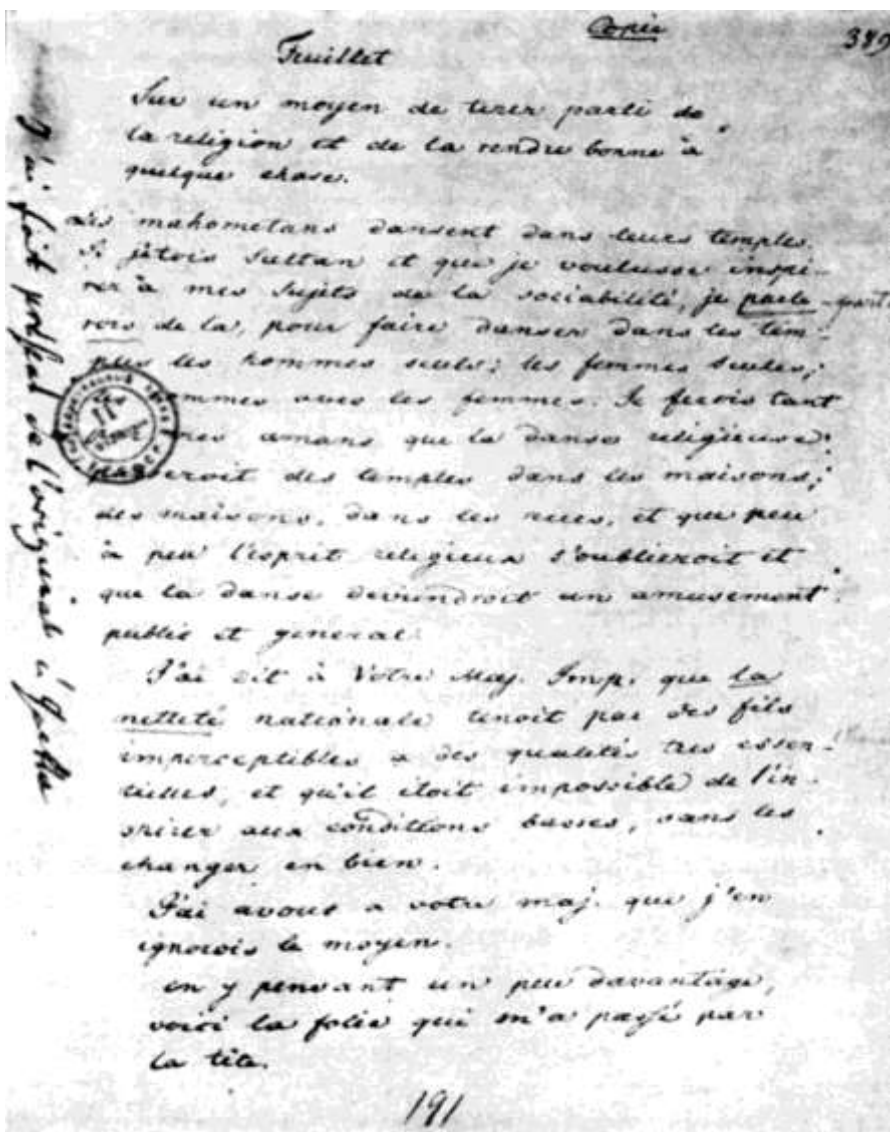 Copie
389
Feuillet
Sur un moyen de tirer parti de
la religion et de la rendre bonne à
quelque chose.
Les mahometans dansent dans leurs temples.
Si j'étois Sultan et que je voulusse inspi-
rer à mes sujets de la sociabilité, je parti-
rois de là, pour faire danser dans les tem-
ples les hommes seuls; les femmes seules;
hommes avec les femmes. Je ferois tant
que la danse religieuse
passeroit des temples dans les maisons;
des maisons, dans les rues, et que peu
à peu l'esprit religieux s'oublieroit et
que la danse deviendroit un amusement
public et general.
J'ai dit à Votre Maj. Imp. que la
netteté nationale tenoit par des fils
imperceptibles a des qualités tres essen-
tielles, et qu'il étoit impossible de l'in-
spirer aux conditions basses, sans les
changer en bien.
J'ai avoué a votre maj. que j'en
ignorois le moyen.
en y pensant un peu davantage,
voici la folie qui m'a passé par
la tête.
191
J'ai fait présent de l'original à Goethe